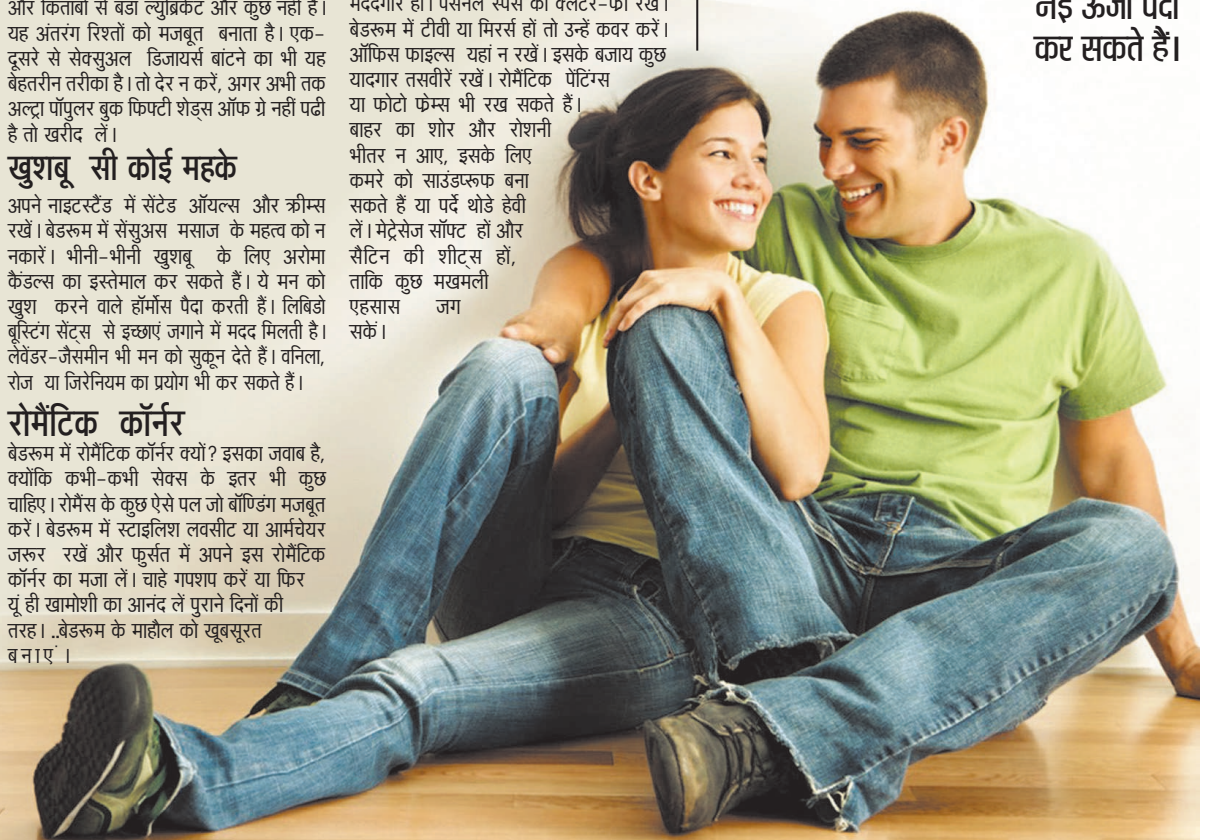 और किताबों से बडा ल्युब्रिकेंट और कुछ नहीं है।
यह अंतरंग रिश्तों को मजबूत बनाता है। एक-
दूसरे से सेक्सुअल डिजायर्स बांटने का भी यह
बेहतरीन तरीका है। तो देर न करें, अगर अभी तक
अल्ट्रा पॉपुलर बुक फिफ्टी शेड्स ऑफ ग्रे नहीं पढी
है तो खरीद लें।
खुशबू सी कोई महके
अपने नाइटस्टैंड में सेंटेड ऑयल्स और क्रीम्स
रखें। बेडरूम में सेंसुअस मसाज के महत्व को न
नकारें। भीनी-भीनी खुशबू के लिए अरोमा
कैंडल्स का इस्तेमाल कर सकते हैं। ये मन को
खुश करने वाले हॉर्मोस पैदा करती हैं। लिबिडो
बूस्टिंग सेंट्स से इच्छाएं जगाने में मदद मिलती है।
लेवेंडर-जैसमीन भी मन को सुकून देते हैं। वनिला,
रोज या जिरेनियम का प्रयोग भी कर सकते हैं।
रोमैंटिक कॉर्नर
बेडरूम में रोमैंटिक कॉर्नर क्यों? इसका जवाब है,
क्योंकि कभी-कभी सेक्स के इतर भी कुछ
चाहिए। रोमैंस के कुछ ऐसे पल जो बॉण्डिंग मजबूत
करें। बेडरूम में स्टाइलिश लवसीट या आर्मचेयर
जरूर रखें और फुर्सत में अपने इस रोमैंटिक
कॉर्नर का मजा लें। चाहे गपशप करें या फिर
यूं ही खामोशी का आनंद लें पुराने दिनों की
तरह। ..बेडरूम के माहौल को खूबसूरत
बनाएं।
मददगार हो। पर्सनल स्पेस को क्लटर-फ्री रखें।
बेडरूम में टीवी या मिरर्स हों तो उन्हें कवर करें।
ऑफिस फाइल्स यहां न रखें। इसके बजाय कुछ
यादगार तसवीरें रखें। रोमैंटिक पेंटिंग्स
या फोटो फ्रेम्स भी रख सकते हैं।
बाहर का शोर और रोशनी
भीतर न आए, इसके लिए
कमरे को साउंडप्रूफ बना
सकते हैं या पर्दे थोडे हेवी
लें। मेट्रेसेज सॉफ्ट हों और
सैटिन की शीट्स हों,
ताकि कुछ मखमली
एहसास जग
सकें।
नई ऊर्जा पैदा
कर सकते हैं।